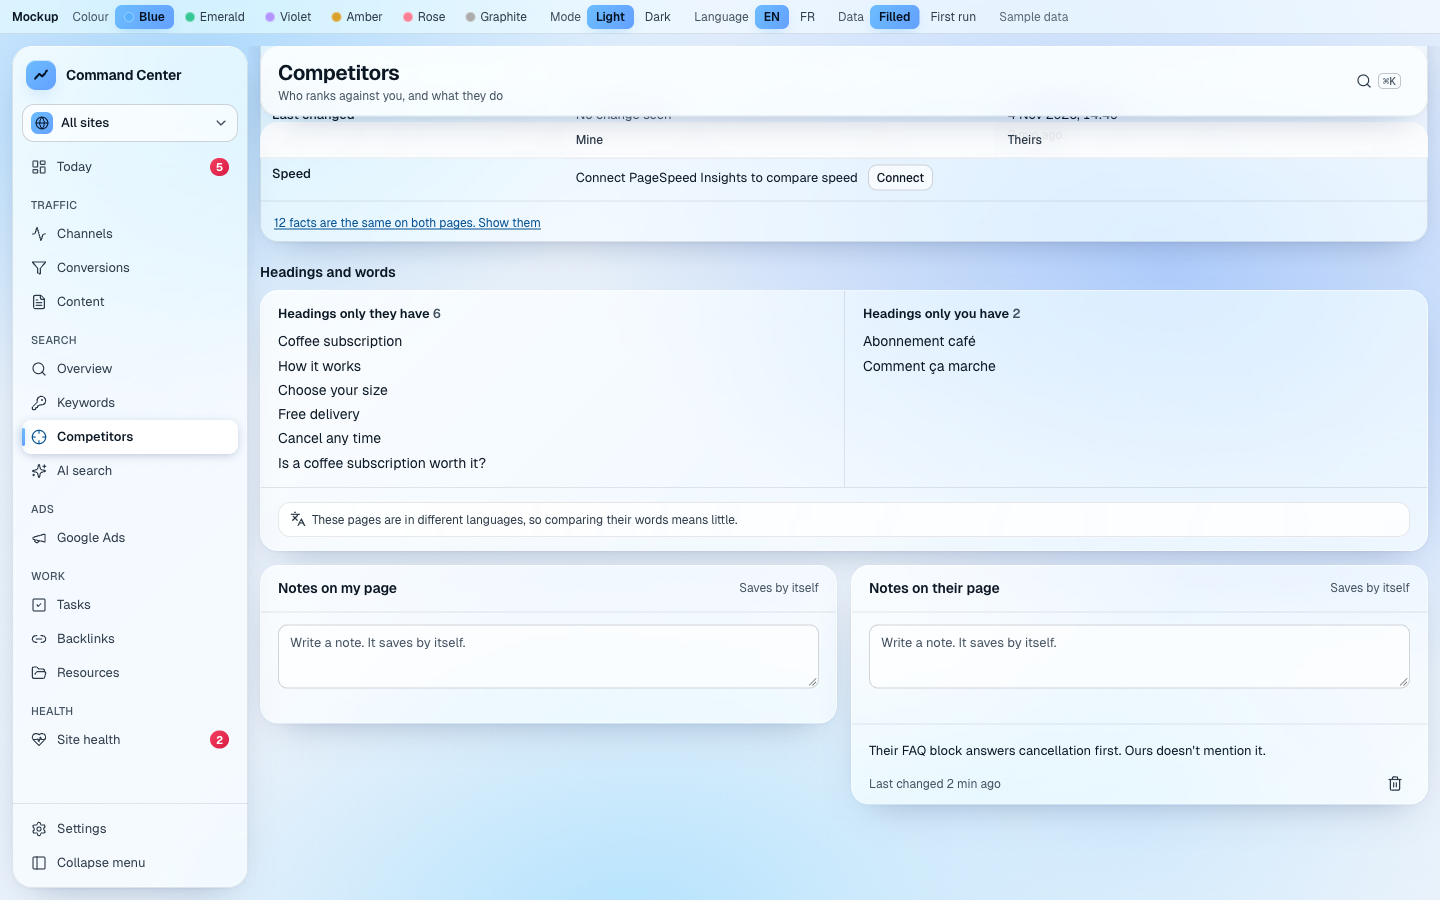 Mockup Colour Blue Emerald Violet Amber Rose Graphite Mode Light Dark Language EN FR Data Filled First run Sample data
Command Center
All sites
Today 5
TRAFFIC
Channels
Conversions
Content
SEARCH
Overview
Keywords
Competitors
AI search
ADS
Google Ads
WORK
Tasks
Backlinks
Resources
HEALTH
Site health 2
Settings
Collapse menu
Competitors
Who ranks against you, and what they do
⌘K
Last changed No change seen
Mine Theirs
Speed Connect PageSpeed Insights to compare speed Connect
12 facts are the same on both pages. Show them
Headings and words
Headings only they have 6
Coffee subscription
How it works
Choose your size
Free delivery
Cancel any time
Is a coffee subscription worth it?
Headings only you have 2
Abonnement café
Comment ça marche
These pages are in different languages, so comparing their words means little.
Notes on my page Saves by itself
Write a note. It saves by itself.
Notes on their page Saves by itself
Write a note. It saves by itself.
Their FAQ block answers cancellation first. Ours doesn't mention it.
Last changed 2 min ago